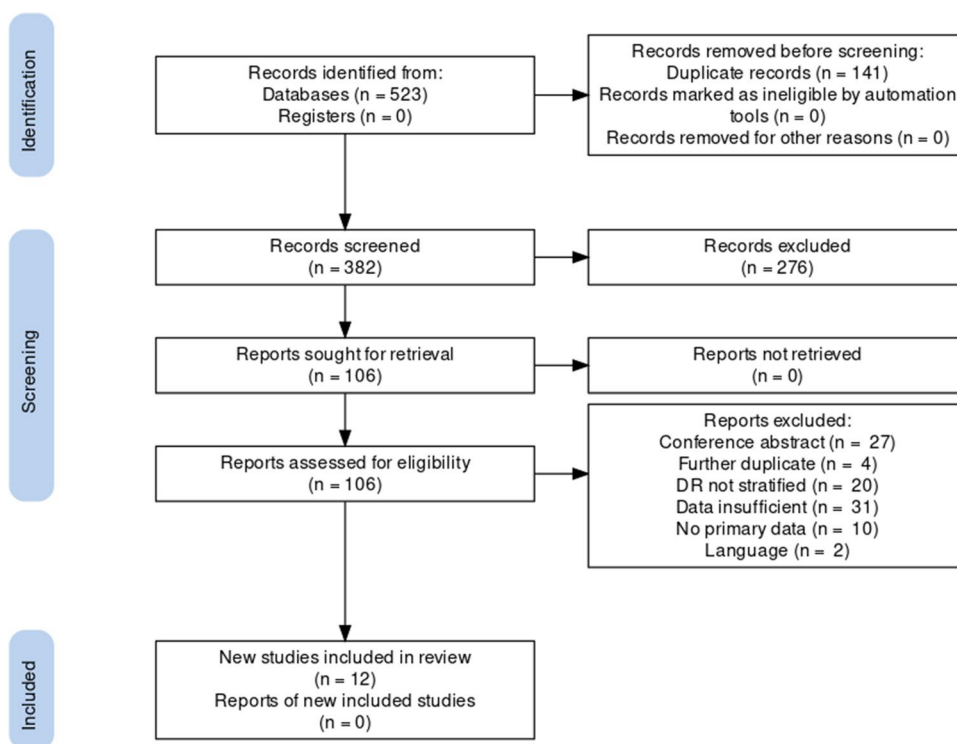 Identification
Records identified from:
Databases (n = 523)
Registers (n = 0)
Records removed before screening:
Duplicate records (n = 141)
Records marked as ineligible by automation
tools (n = 0)
Records removed for other reasons (n = 0)
Screening
Records screened
(n = 382)
Records excluded
(n = 276)
Reports sought for retrieval
(n = 106)
Reports not retrieved
(n = 0)
Reports assessed for eligibility
(n = 106)
Reports excluded:
Conference abstract (n = 27)
Further duplicate (n = 4)
DR not stratified (n = 20)
Data insufficient (n = 31)
No primary data (n = 10)
Language (n = 2)
Included
New studies included in review
(n = 12)
Reports of new included studies
(n = 0)